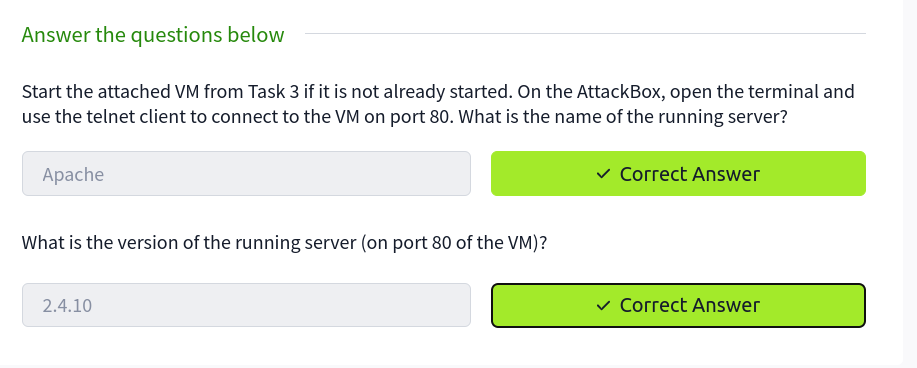 Answer the questions below
Start the attached VM from Task 3 if it is not already started. On the AttackBox, open the terminal and
use the telnet client to connect to the VM on port 80. What is the name of the running server?
Apache
✓ Correct Answer
What is the version of the running server (on port 80 of the VM)?
2.4.10
✓ Correct Answer